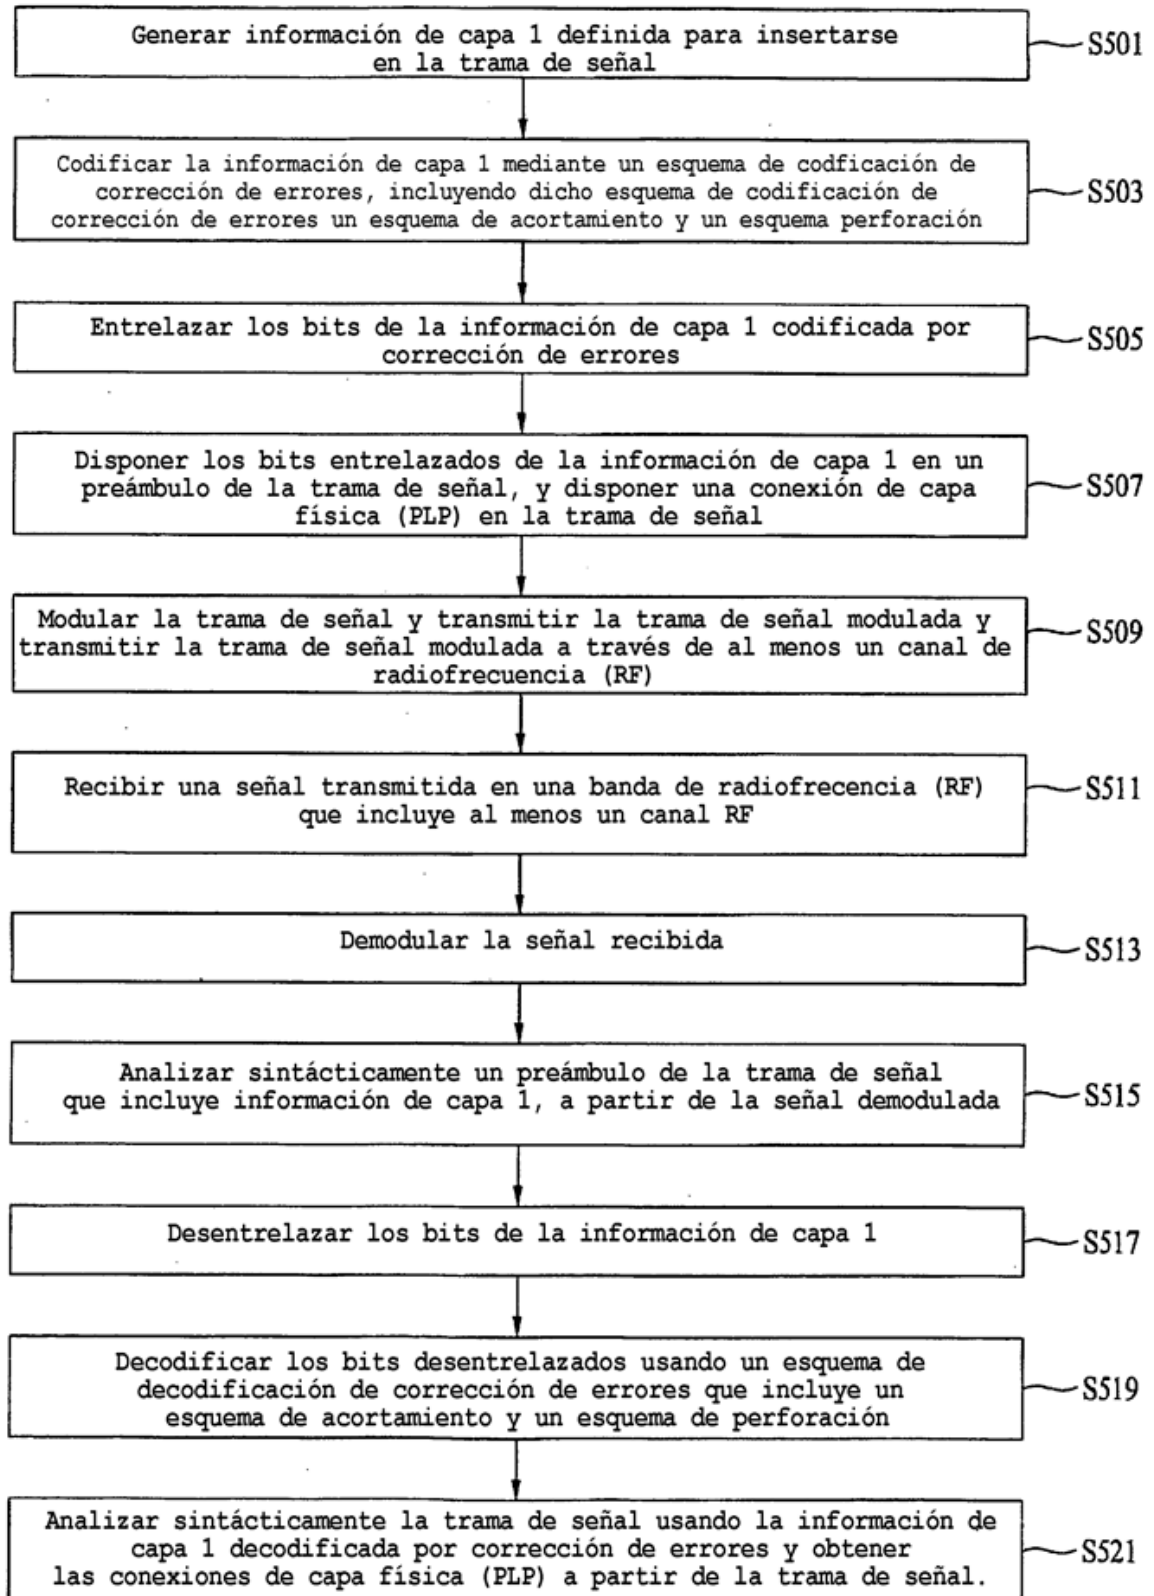 Generar información de capa 1 definida para insertarse
en la trama de señal
S501
Codificar la información de capa 1 mediante un esquema de codficación de
corrección de errores, incluyendo dicho esquema de codificación de
corrección de errores un esquema de acortamiento y un esquema perforación
S503
Entrelazar los bits de la información de capa 1 codificada por
corrección de errores
S505
Disponer los bits entrelazados de la información de capa 1 en un
preámbulo de la trama de señal, y disponer una conexión de capa
física (PLP) en la trama de señal
S507
Modular la trama de señal y transmitir la trama de señal modulada y
transmitir la trama de señal modulada a través de al menos un canal de
radiofrecuencia (RF)
S509
Recibir una señal transmitida en una banda de radiofrecencia (RF)
que incluye al menos un canal RF
S511
Demodular la señal recibida
S513
Analizar sintácticamente un preámbulo de la trama de señal
que incluye información de capa 1, a partir de la señal demodulada
S515
Desentrelazar los bits de la información de capa 1
S517
Decodificar los bits desentrelazados usando un esquema de
decodificación de corrección de errores que incluye un
esquema de acortamiento y un esquema de perforación
S519
Analizar sintácticamente la trama de señal usando la información de
capa 1 decodificada por corrección de errores y obtener
las conexiones de capa física (PLP) a partir de la trama de señal.
S521